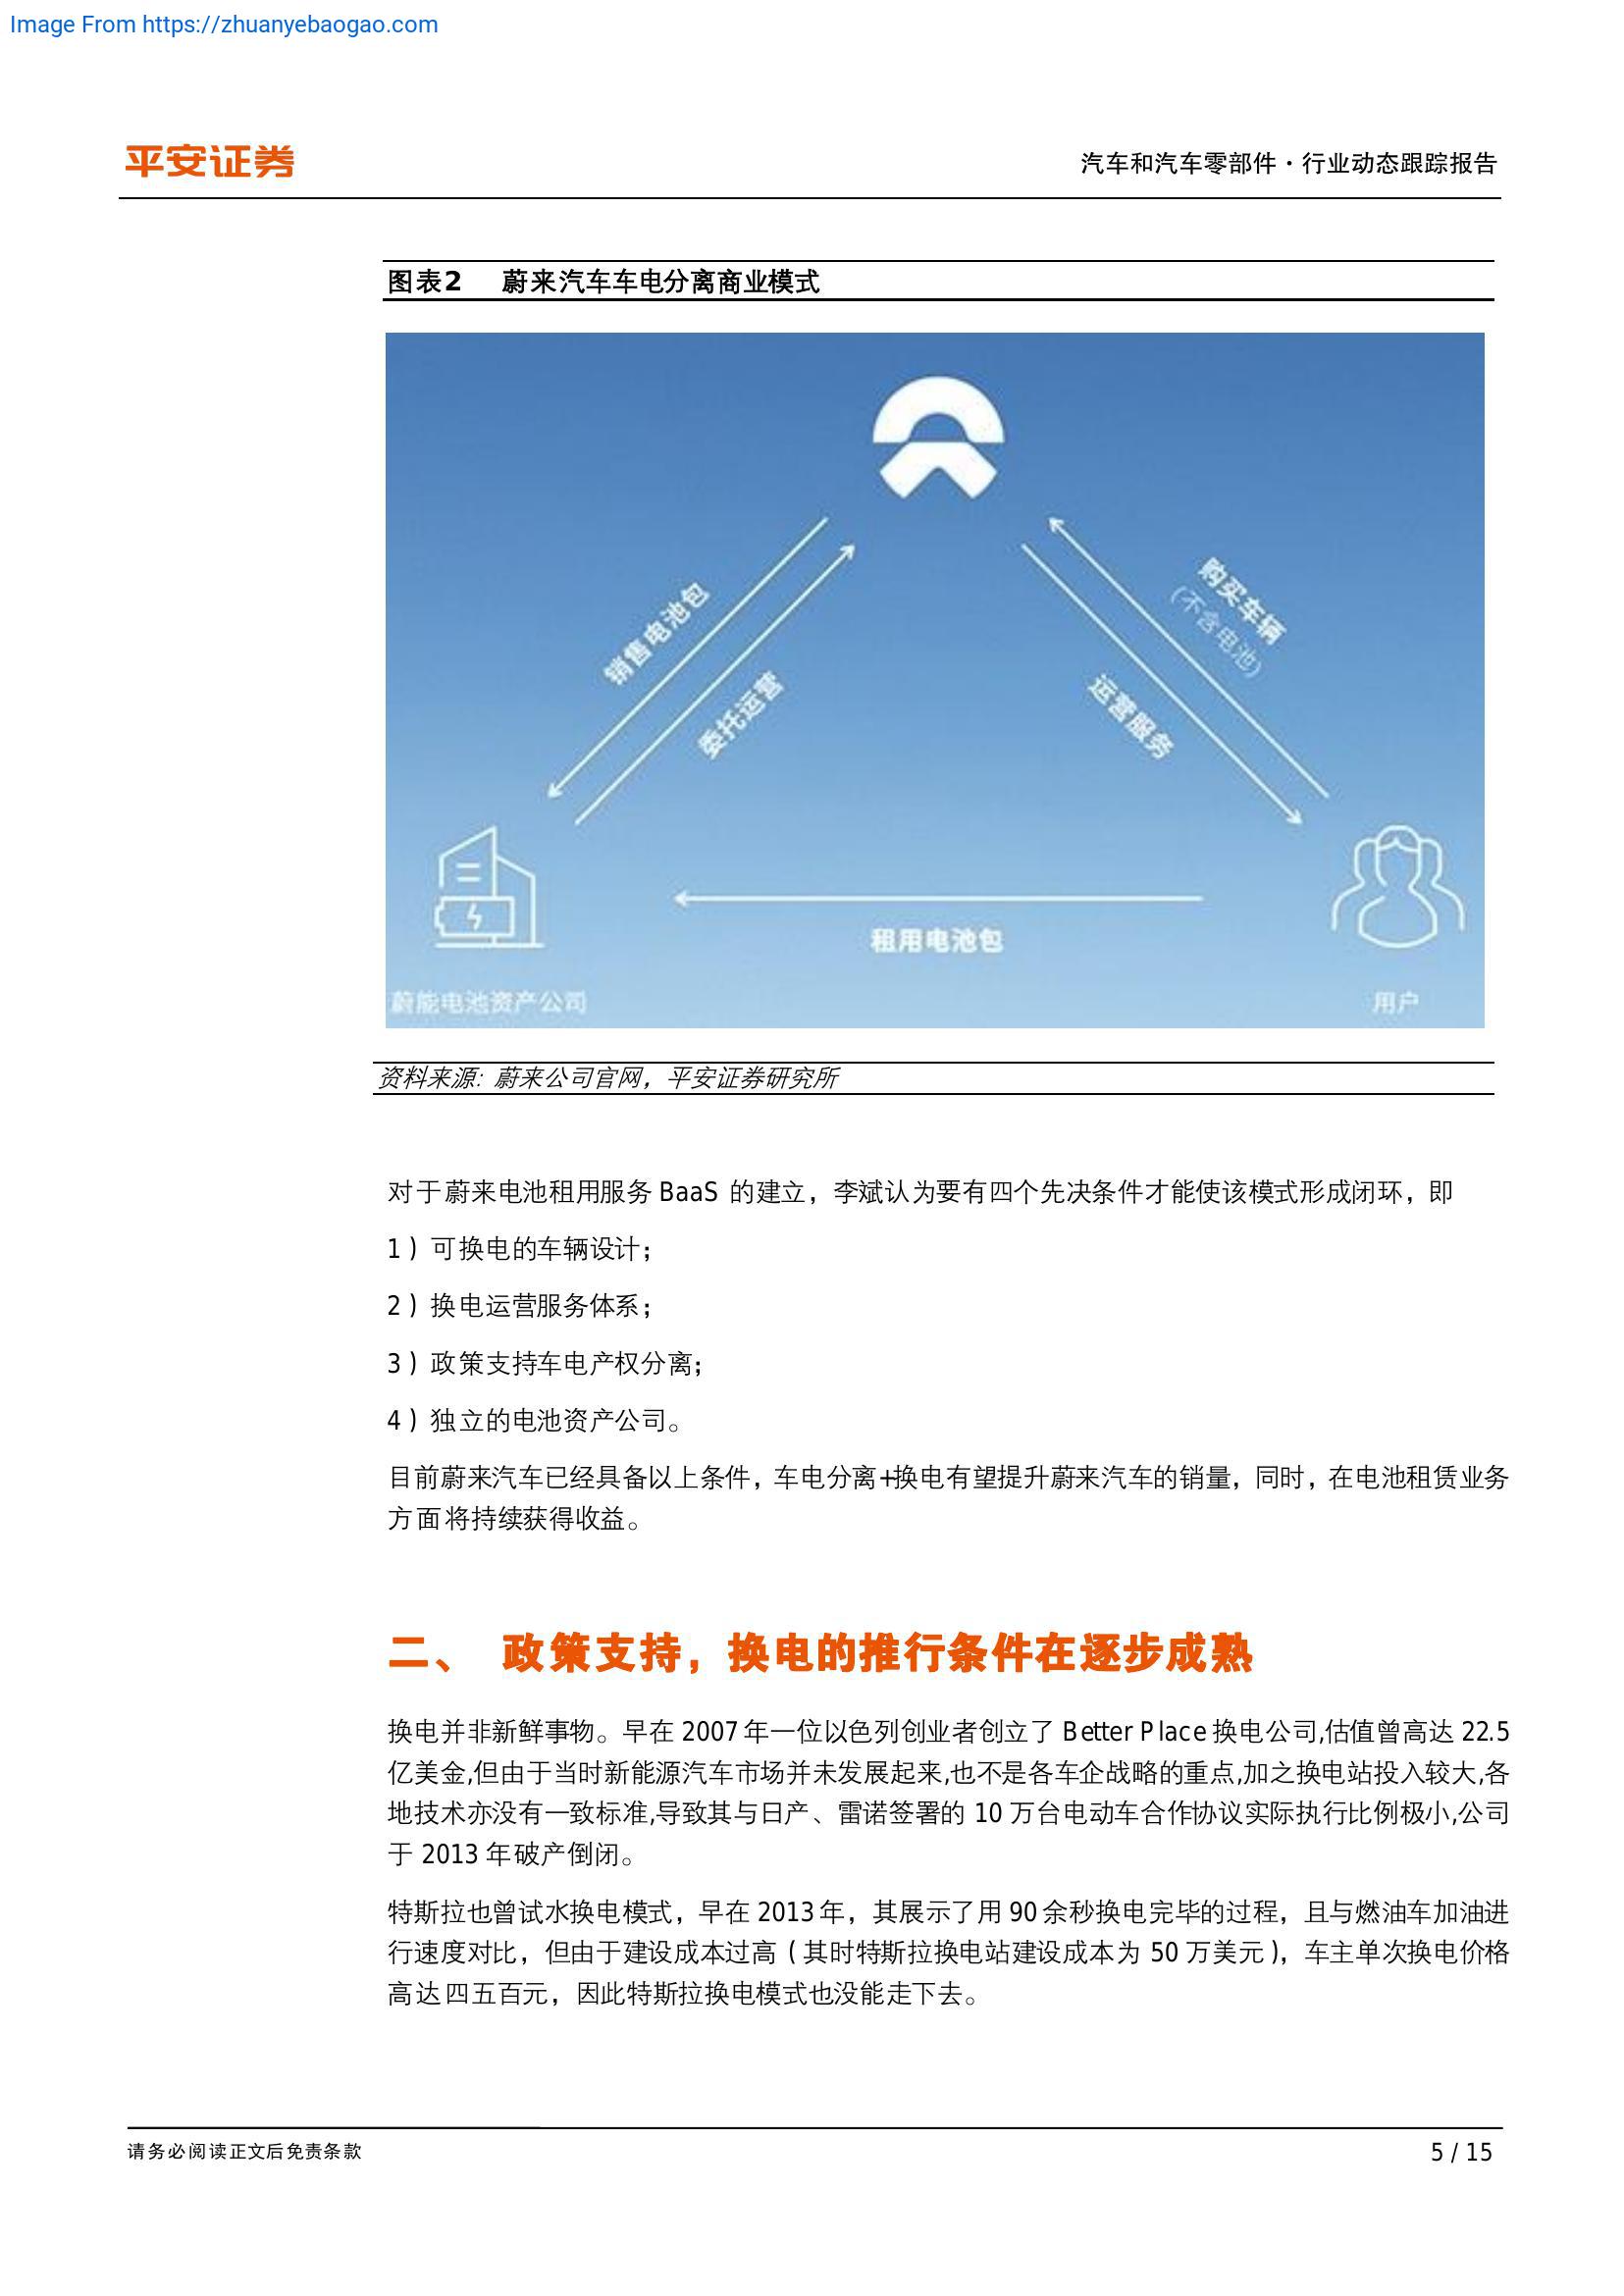 Image From https://zhuanyebaogao.com
平安证券
汽车和汽车零部件·行业动态跟踪报告
图表2 蔚来汽车车电分离商业模式
销售电池包
委托运营
购买车辆
(不含电池)
运营服务
租用电池包
蔚能电池资产公司
用户
资料来源：蔚来公司官网，平安证券研究所
对于蔚来电池租用服务 BaaS 的建立，李斌认为要有四个先决条件才能使该模式形成闭环，即
1）可换电的车辆设计；
2）换电运营服务体系；
3）政策支持车电产权分离；
4）独立的电池资产公司。
目前蔚来汽车已经具备以上条件，车电分离+换电有望提升蔚来汽车的销量，同时，在电池租赁业务
方面将持续获得收益。
二、 政策支持，换电的推行条件在逐步成熟
换电并非新鲜事物。早在 2007 年一位以色列创业者创立了 Better Place 换电公司,估值曾高达 22.5
亿美金,但由于当时新能源汽车市场并未发展起来,也不是各车企战略的重点,加之换电站投入较大,各
地技术亦没有一致标准,导致其与日产、雷诺签署的 10 万台电动车合作协议实际执行比例极小,公司
于 2013 年破产倒闭。
特斯拉也曾试水换电模式，早在 2013 年，其展示了用 90 余秒换电完毕的过程，且与燃油车加油进
行速度对比，但由于建设成本过高（其时特斯拉换电站建设成本为 50 万美元），车主单次换电价格
高达四五百元，因此特斯拉换电模式也没能走下去。
请务必阅读正文后免责条款
5 / 15